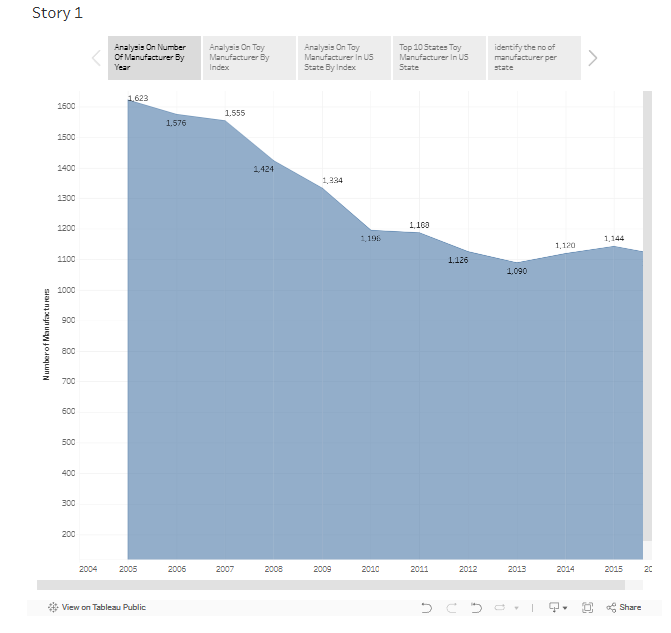 Story 1
Analysis On Number
Of Manufacturer By
Year
Analysis On Toy
Manufacturer By
Index
Analysis On Toy
Manufacturer In US
State By Index
Top 10 States Toy
Manufacturer In US
State
identify the no of
manufacturer per
state
1600
1500
1400
1300
1200
1100
1000
900
800
700
600
500
400
300
200
Number of Manufacturers
1,623
1,576
1,555
1,424
1,334
1,196
1,188
1,126
1,090
1,120
1,144
2004 2005 2006 2007 2008 2009 2010 2011 2012 2013 2014 2015 20
View on Tableau Public
Share